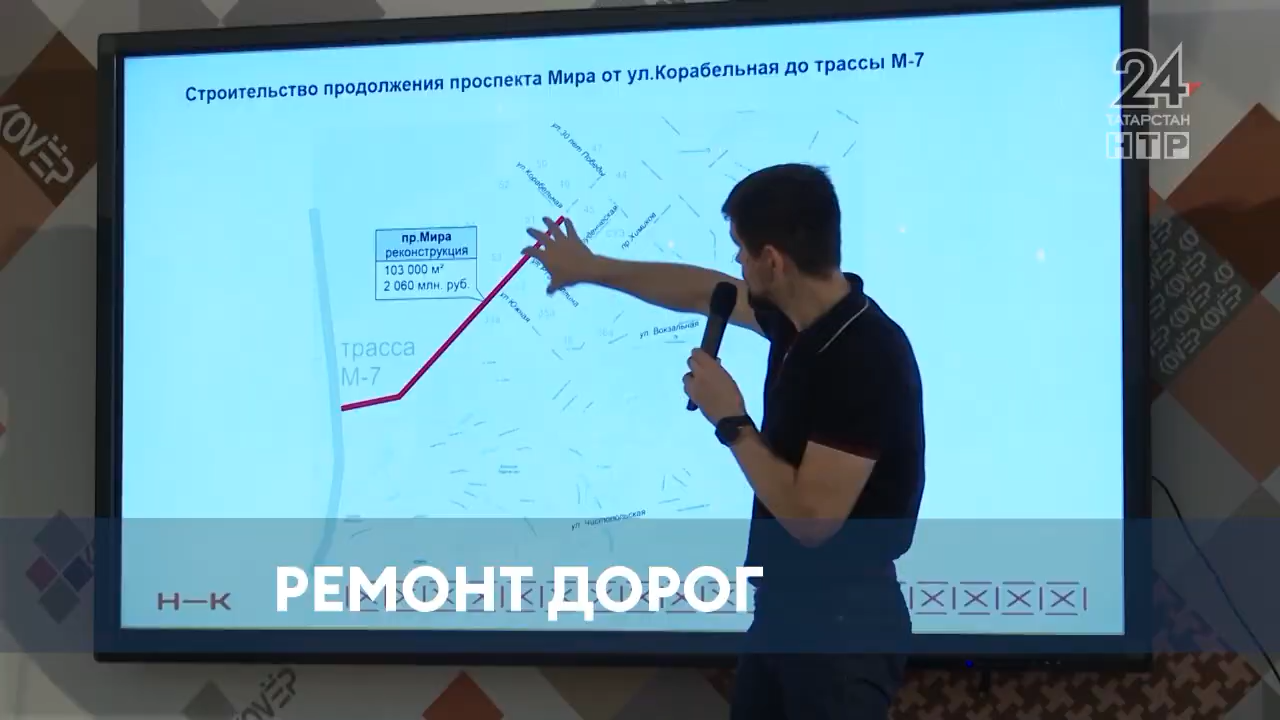 Строительство продолжения проспекта Мира от ул.Корабельная до трассы М-7
24
ТАТАРСТАН
НТР
KOVËP
ул.30 лет Победы
ул.Корабельная
пр.Химиков
пр.Мира
реконструкция
103 000 м²
2 060 млн. руб.
ул Южная
ул Вокзальная
трасса
М-7
ул Чистопольская
Н—К
РЕМОНТ ДОРОГ